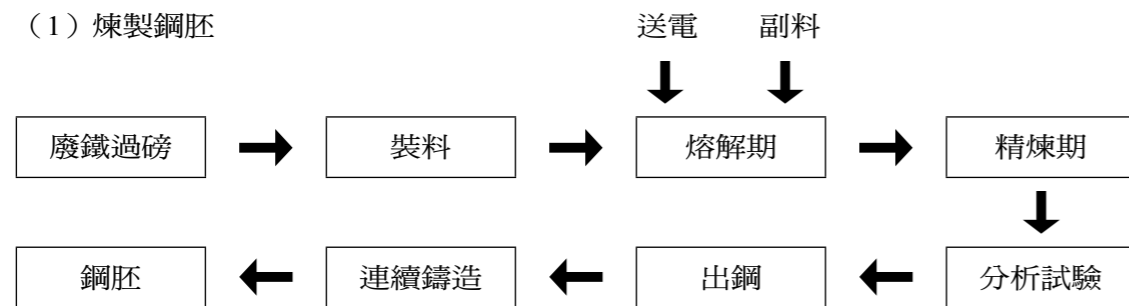 （1）煉製鋼胚
送電 副料
廢鐵過磅 裝料 熔解期 精煉期
鋼胚 連續鑄造 出鋼 分析試驗